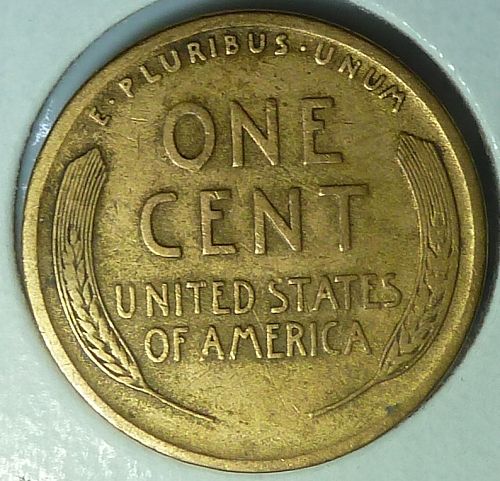 E·PLURIBUS·UNUM
ONE
CENT
UNITED STATES
OF AMERICA